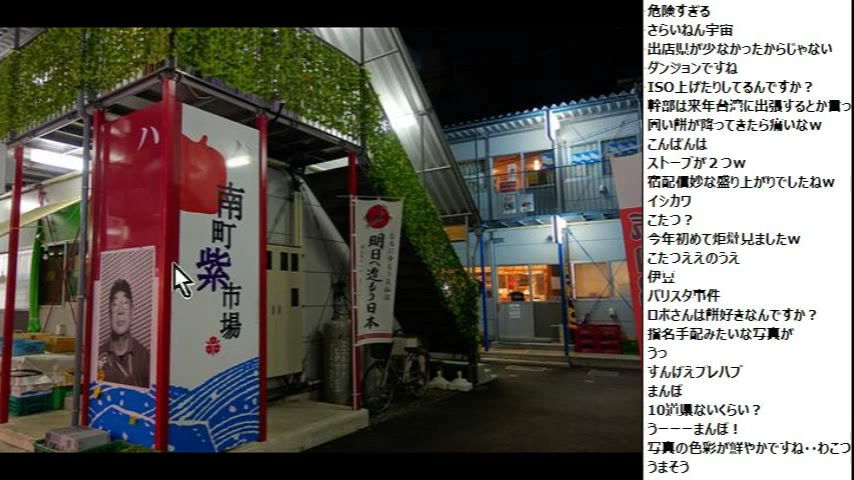 ハ
南町
紫
市場
明日へ進もう日本
危険すぎる
さらいねん宇宙
出店県が少なかったからじゃない
ダンジョンですね
ISO上げたりしてるんですか？
幹部は来年台湾に出張するとか言っ
固い餅が降ってきたら痛いなｗ
こんばんは
ストーブが２つｗ
宿配信妙な盛り上がりでしたねｗ
イシカワ
こたつ？
今年初めて炬燵見ましたｗ
こたつええのうえ
伊豆
バリスタ事件
ロボさんは餅好きなんですか？
指名手配みたいな写真が
うっ
すんげえプレハブ
まんぼ
10道県ないくらい？
うーーーまんぼ！
写真の色彩が鮮やかですね・・わこつ
うまそう